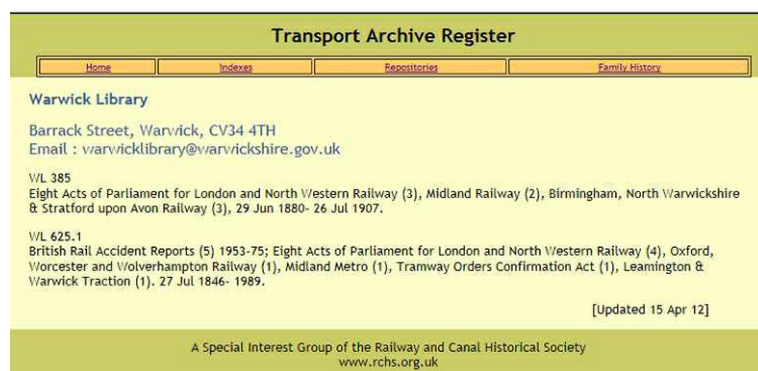 Transport Archive Register
Home Indexes Repositories Family History
Warwick Library
Barrack Street, Warwick, CV34 4TH
Email : warwicklibrary@warwickshire.gov.uk
WL 385
Eight Acts of Parliament for London and North Western Railway (3), Midland Railway (2), Birmingham, North Warwickshire
& Stratford upon Avon Railway (3), 29 Jun 1880- 26 Jul 1907.
WL 625.1
British Rail Accident Reports (5) 1953-75; Eight Acts of Parliament for London and North Western Railway (4), Oxford,
Worcester and Wolverhampton Railway (1), Midland Metro (1), Tramway Orders Confirmation Act (1), Leamington &
Warwick Traction (1). 27 Jul 1846- 1989.
[Updated 15 Apr 12]
A Special Interest Group of the Railway and Canal Historical Society
www.rchs.org.uk